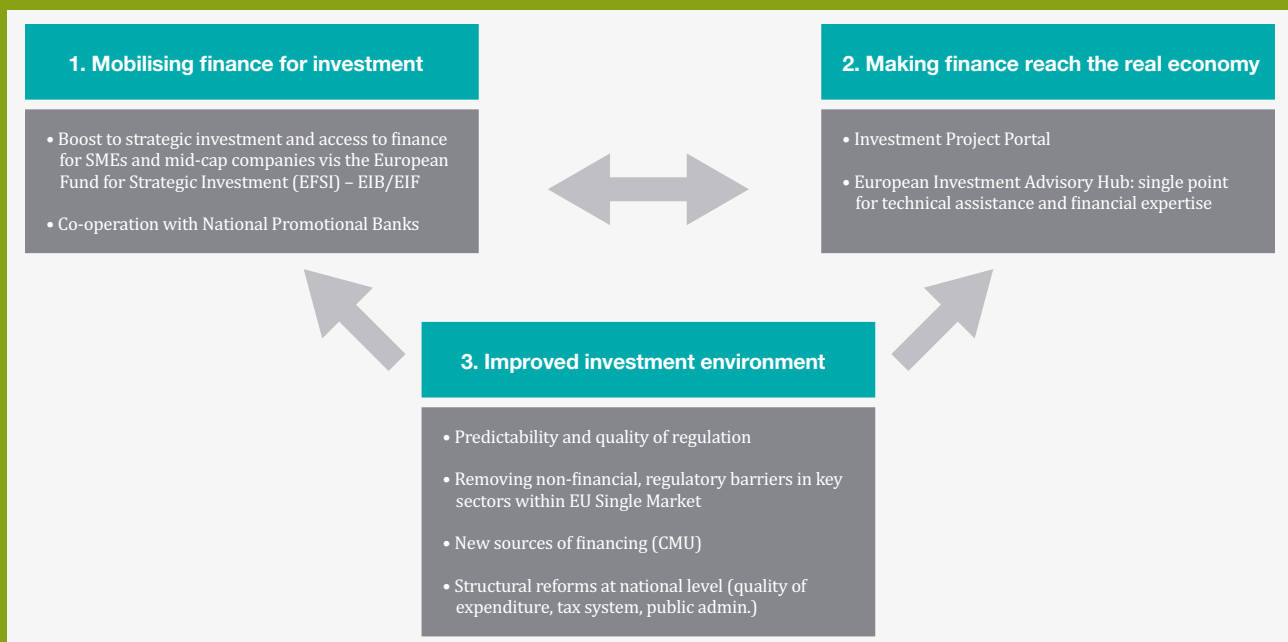 1. Mobilising finance for investment
• Boost to strategic investment and access to finance
for SMEs and mid-cap companies vis the European
Fund for Strategic Investment (EFSI) – EIB/EIF
• Co-operation with National Promotional Banks
2. Making finance reach the real economy
• Investment Project Portal
• European Investment Advisory Hub: single point
for technical assistance and financial expertise
3. Improved investment environment
• Predictability and quality of regulation
• Removing non-financial, regulatory barriers in key
sectors within EU Single Market
• New sources of financing (CMU)
• Structural reforms at national level (quality of
expenditure, tax system, public admin.)